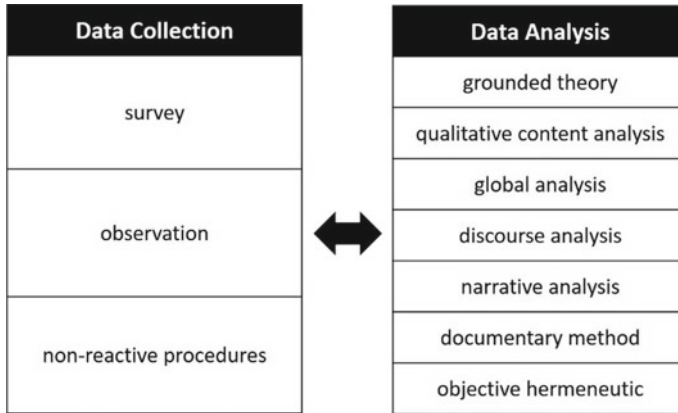 Data Collection
survey
observation
non-reactive procedures
Data Analysis
grounded theory
qualitative content analysis
global analysis
discourse analysis
narrative analysis
documentary method
objective hermeneutic